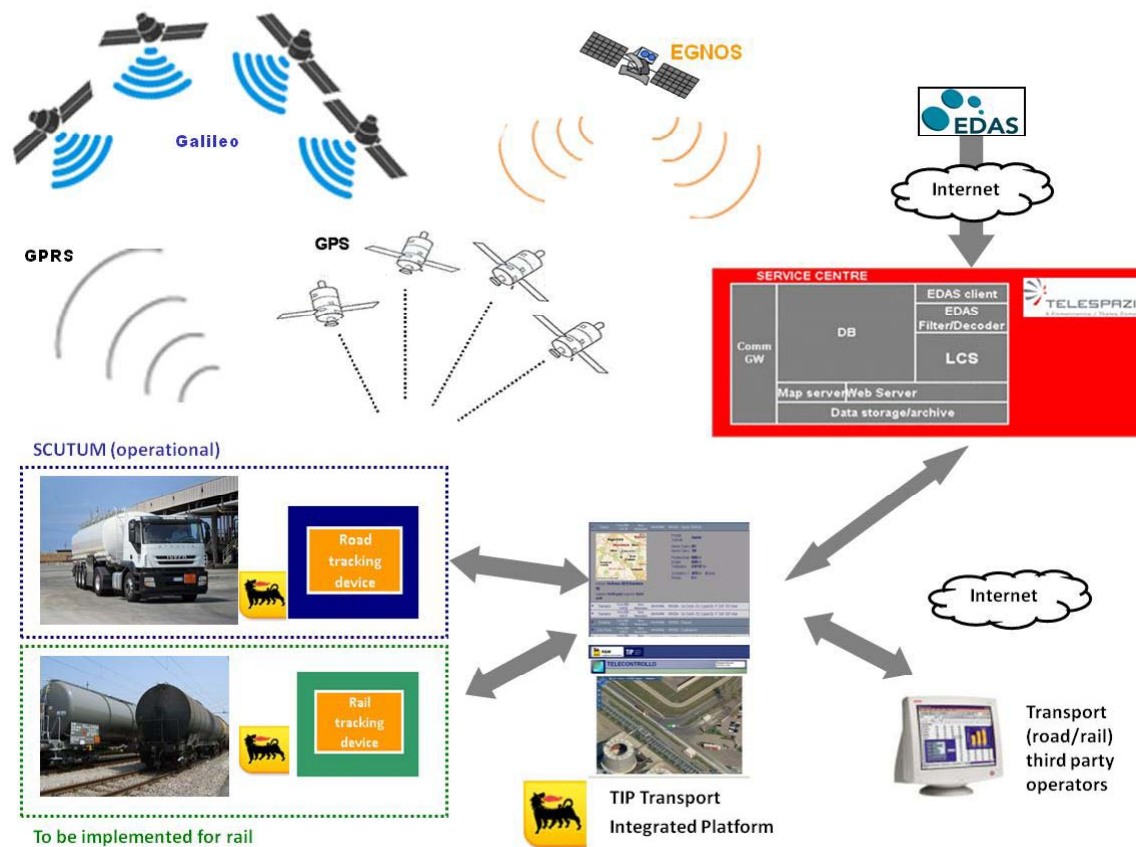 EGNOS
Galileo
EDAS
Internet
GPRS
GPS
SERVICE CENTRE
TELESPAZI
Comm
GW
DB
EDAS client
EDAS
Filter/Decoder
LCS
Map server
Web Server
Data storage/archive
SCUTUM (operational)
Road
tracking
device
Rail
tracking
device
To be implemented for rail
TIP
TELECONTROLLO
TIP Transport
Integrated Platform
Internet
Transport
(road/rail)
third party
operators